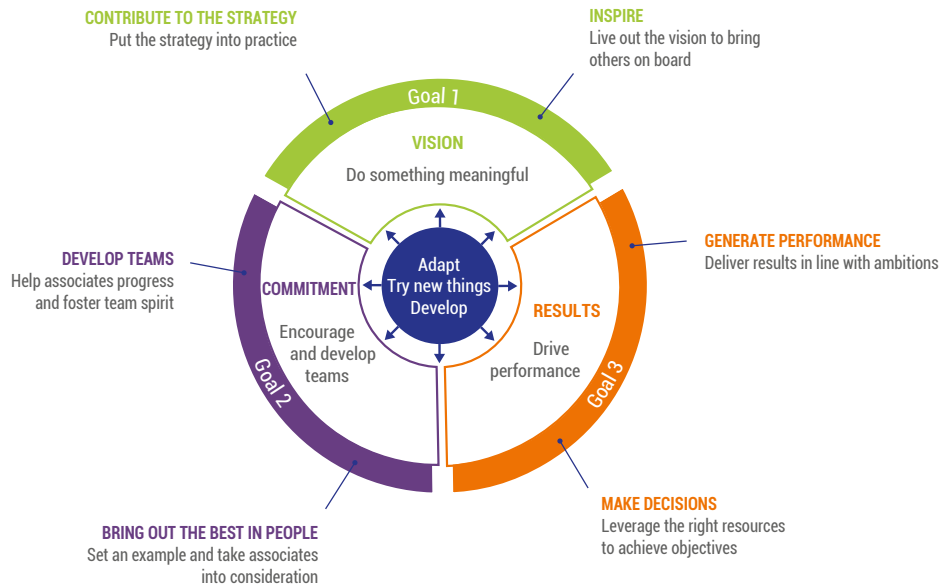 CONTRIBUTE TO THE STRATEGY
Put the strategy into practice
INSPIRE
Live out the vision to bring
others on board
Goal 1
VISION
Do something meaningful
DEVELOP TEAMS
Help associates progress
and foster team spirit
COMMITMENT
Encourage
and develop
teams
Goal 2
Adapt
Try new things
Develop
RESULTS
Drive
performance
Goal 3
GENERATE PERFORMANCE
Deliver results in line with ambitions
BRING OUT THE BEST IN PEOPLE
Set an example and take associates
into consideration
MAKE DECISIONS
Leverage the right resources
to achieve objectives